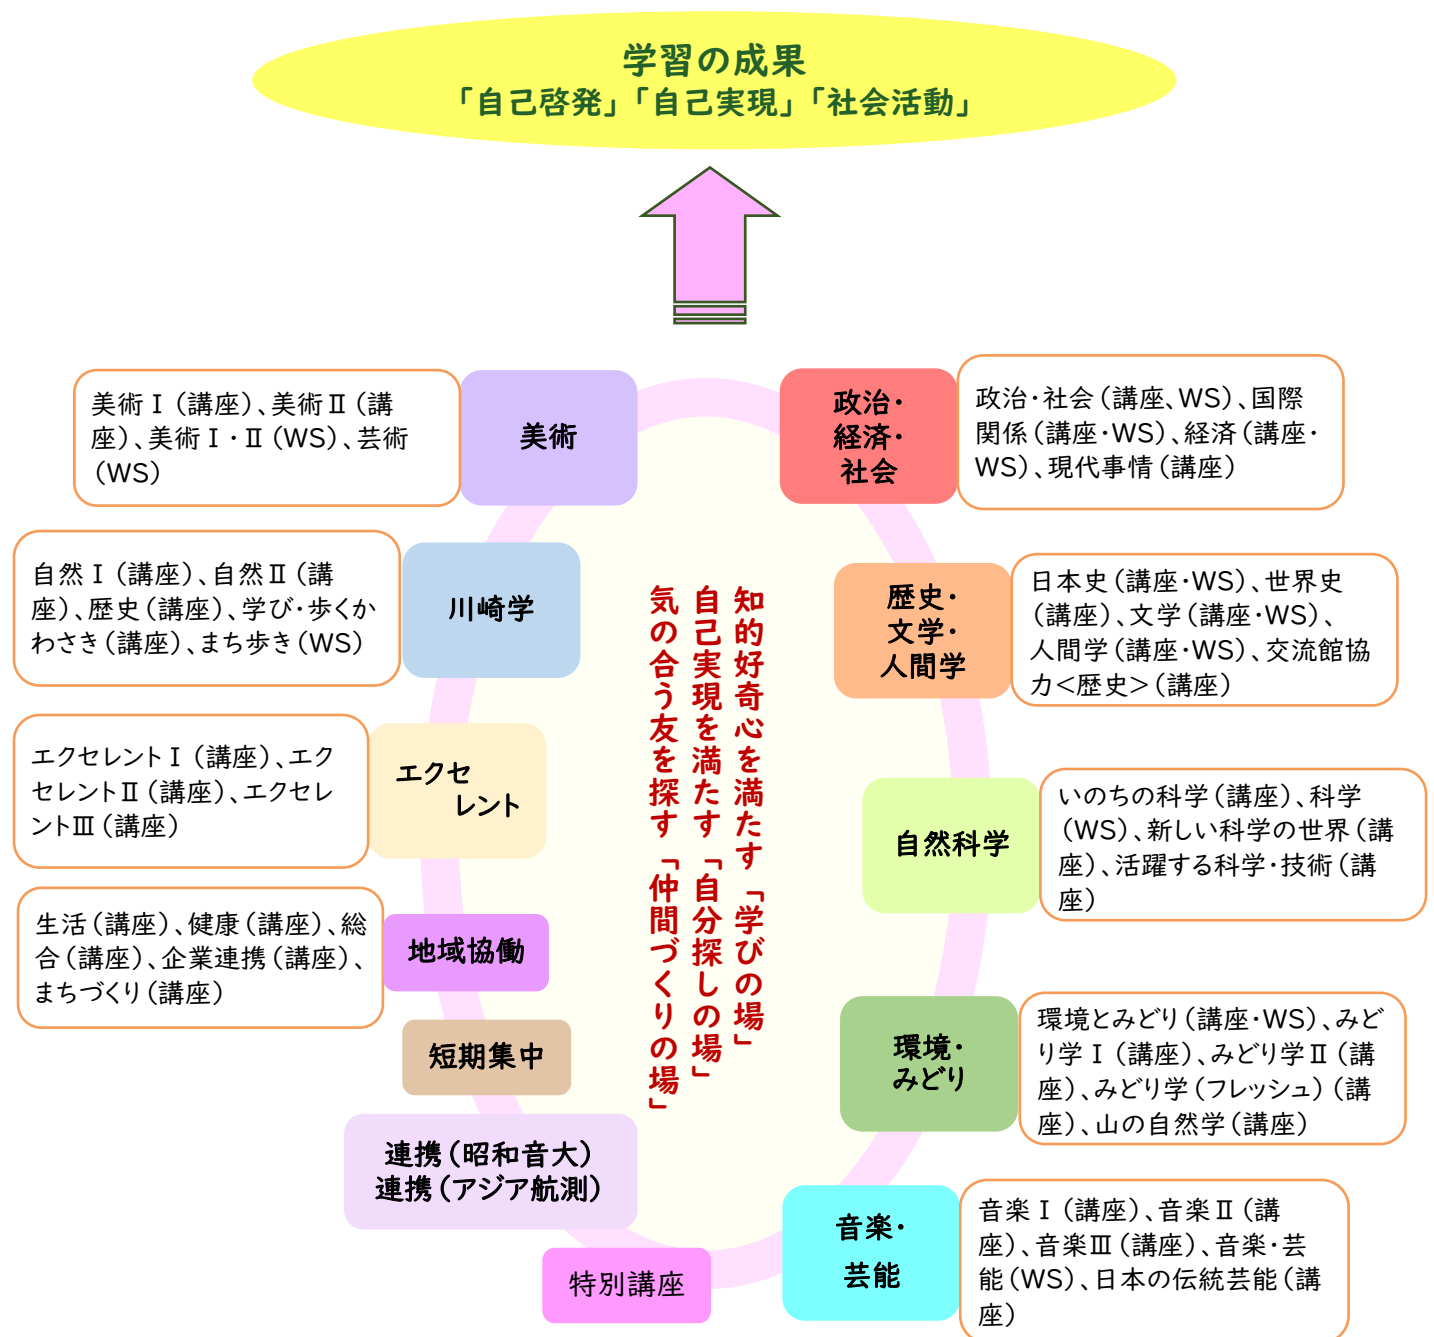 学習の成果
「自己啓発」「自己実現」「社会活動」
美術Ⅰ(講座)、美術Ⅱ(講
座)、美術Ⅰ・Ⅱ(WS)、芸術
(WS)
美術
政治・
経済・
社会
政治・社会(講座、WS)、国際
関係(講座・WS)、経済(講座・
WS)、現代事情(講座)
自然Ⅰ(講座)、自然Ⅱ(講
座)、歴史(講座)、学び・歩くか
わさき(講座)、まち歩き(WS)
川崎学
歴史・
文学・
人間学
日本史(講座・WS)、世界史
(講座)、文学(講座・WS)、
人間学(講座・WS)、交流館協
力<歴史>(講座)
知的好奇心を満たす「学びの場」
自己実現を満たす「自分探しの場」
気の合う友を探す「仲間づくりの場」
エクセレントⅠ(講座)、エク
セレントⅡ(講座)、エクセレ
ントⅢ(講座)
エクセ
レント
自然科学
いのちの科学(講座)、科学
(WS)、新しい科学の世界(講
座)、活躍する科学・技術(講
座)
生活(講座)、健康(講座)、総
合(講座)、企業連携(講座)、
まちづくり(講座)
地域協働
短期集中
環境・
みどり
環境とみどり(講座・WS)、みど
り学Ⅰ(講座)、みどり学Ⅱ(講
座)、みどり学(フレッシュ)(講
座)、山の自然学(講座)
連携(昭和音大)
連携(アジア航測)
特別講座
音楽・
芸能
音楽Ⅰ(講座)、音楽Ⅱ(講
座)、音楽Ⅲ(講座)、音楽・芸
能(WS)、日本の伝統芸能(講
座)